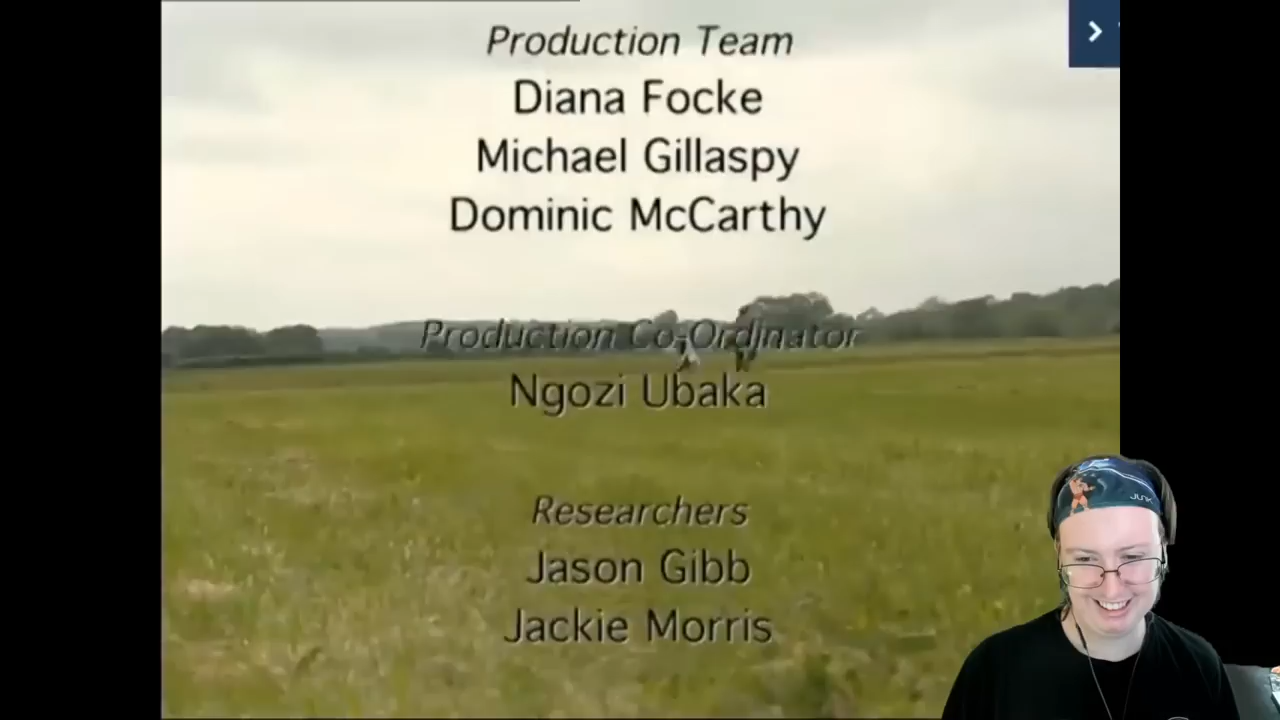 Production Team
Diana Focke
Michael Gillaspy
Dominic McCarthy
Production Co-Ordinator
Ngozi Ubaka
Researchers
Jason Gibb
Jackie Morris